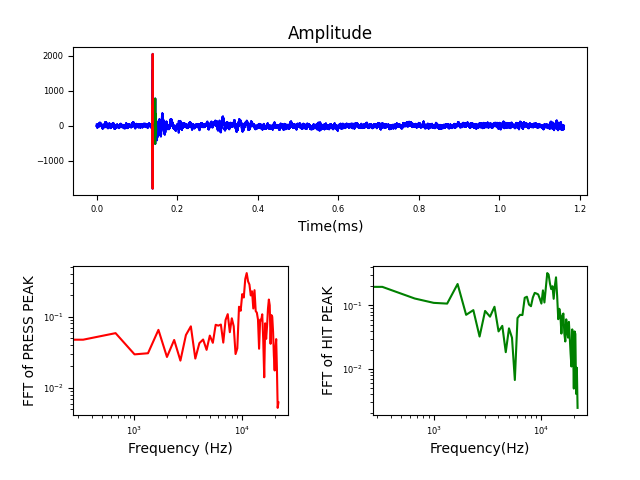 Amplitude
2000
1000
0
−1000
0.0 0.2 0.4 0.6 0.8 1.0 1.2
Time(ms)
FFT of PRESS PEAK
10⁻¹
10⁻²
10³ 10⁴
Frequency (Hz)
FFT of HIT PEAK
10⁻¹
10⁻²
10³ 10⁴
Frequency(Hz)